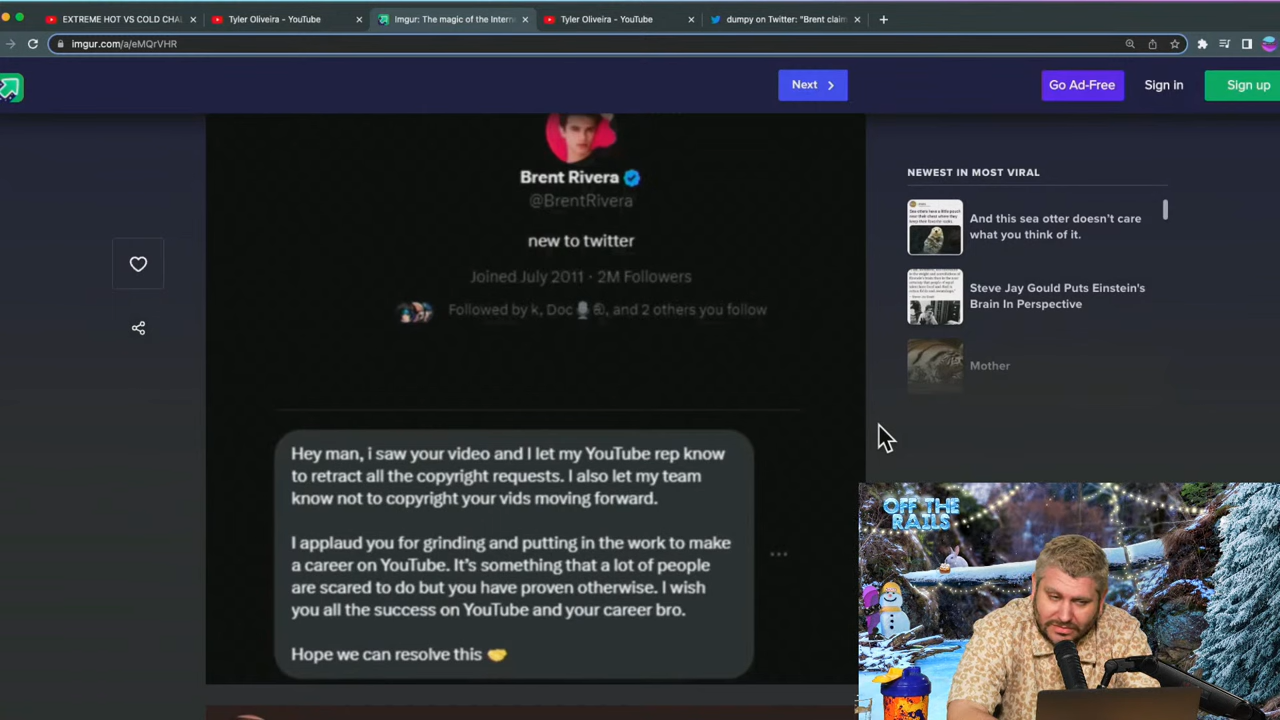 EXTREME HOT VS COLD CHAL
Tyler Oliveira - YouTube
Imgur: The magic of the Intern
Tyler Oliveira - YouTube
dumpy on Twitter: "Brent claim
imgur.com/a/eMQrVHR
Next
Go Ad-Free
Sign in
Sign up
Brent Rivera
@BrentRivera
new to twitter
Joined July 2011 · 2M Followers
Followed by k, Doc 🎙️, and 2 others you follow
Hey man, i saw your video and I let my YouTube rep know
to retract all the copyright requests. I also let my team
know not to copyright your vids moving forward.
I applaud you for grinding and putting in the work to make
a career on YouTube. It's something that a lot of people
are scared to do but you have proven otherwise. I wish
you all the success on YouTube and your career bro.
Hope we can resolve this 🤝
NEWEST IN MOST VIRAL
And this sea otter doesn't care
what you think of it.
Steve Jay Gould Puts Einstein's
Brain In Perspective
Mother
OFF THE
RAILS